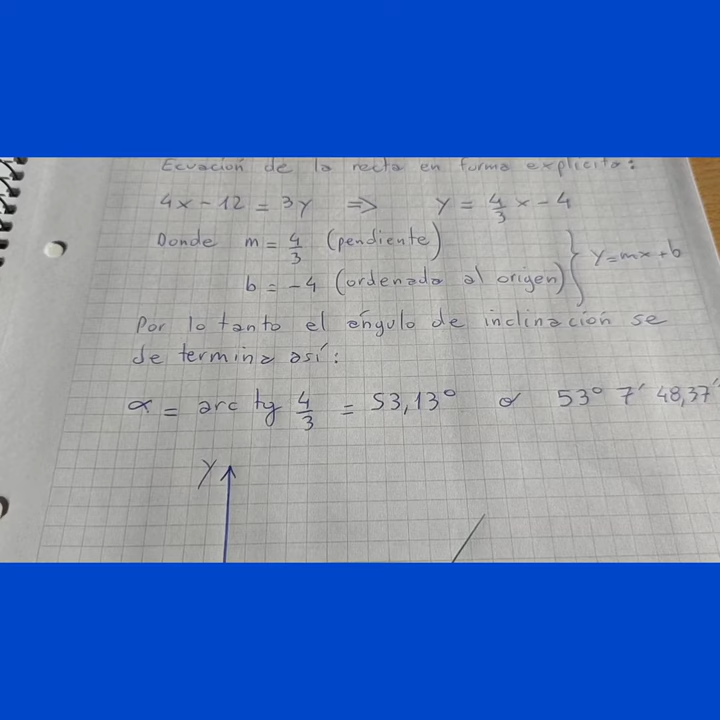 Ecuación de la recta en forma explícita:
4x - 12 = 3y ⇒ y = 4/3 x - 4
Donde m = 4/3 (pendiente)
b = -4 (ordenada al origen) } y = mx + b
Por lo tanto el ángulo de inclinación se
determina así:
α = arc tg 4/3 = 53,13° o 53° 7' 48,37'
y